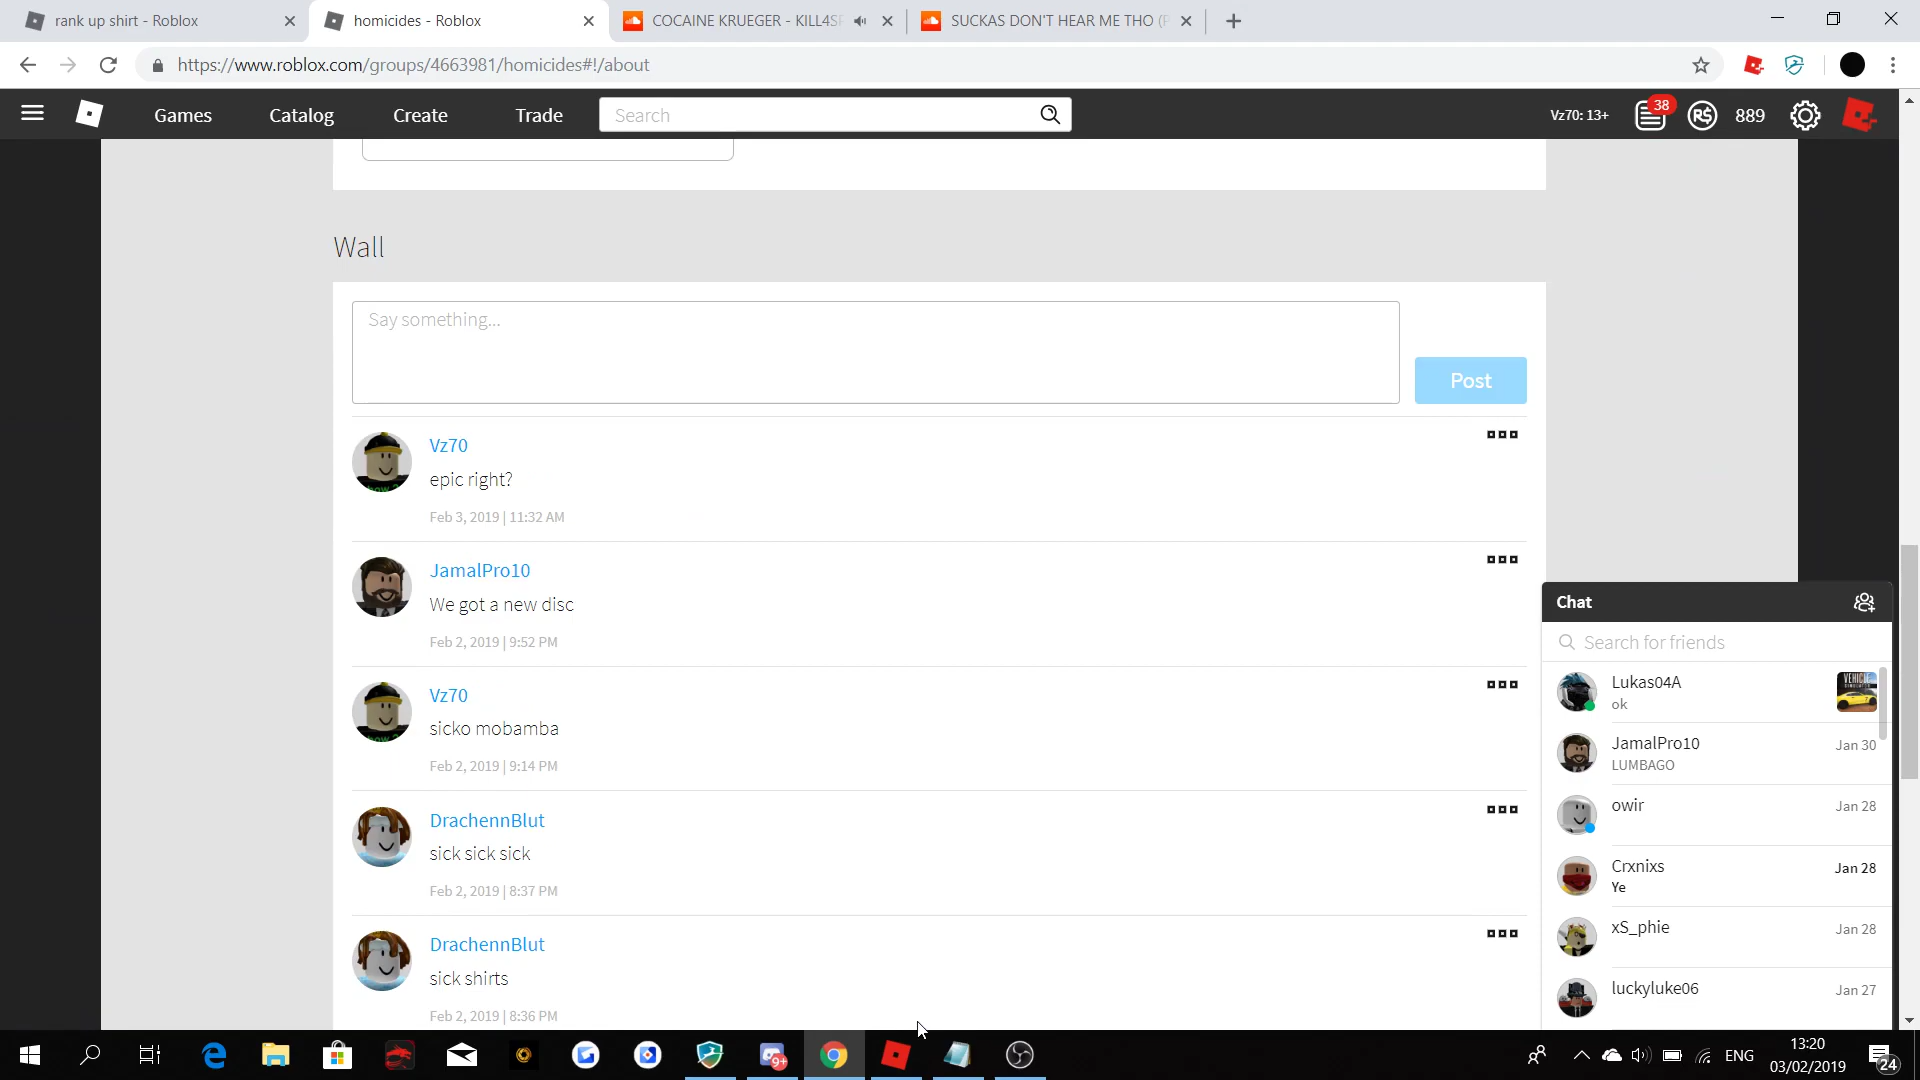 rank up shirt - Roblox
homicides - Roblox
COCAINE KRUEGER - KILL4SF
SUCKAS DON'T HEAR ME THO (P
https://www.roblox.com/groups/4663981/homicides#!/about
Games
Catalog
Create
Trade
Search
Vz70: 13+
38
R$
889
Wall
Say something...
Post
Vz70
epic right?
Feb 3, 2019 | 11:32 AM
JamalPro10
We got a new disc
Feb 2, 2019 | 9:52 PM
Vz70
sicko mobamba
Feb 2, 2019 | 9:14 PM
DrachennBlut
sick sick sick
Feb 2, 2019 | 8:37 PM
DrachennBlut
sick shirts
Feb 2, 2019 | 8:36 PM
Chat
Search for friends
Lukas04A
ok
VEHICLE
SIMULATOR
JamalPro10
Jan 30
LUMBAGO
owir
Jan 28
Crxnixs
Jan 28
Ye
xS_phie
Jan 28
luckyluke06
Jan 27
9+
ENG
13:20
03/02/2019
24